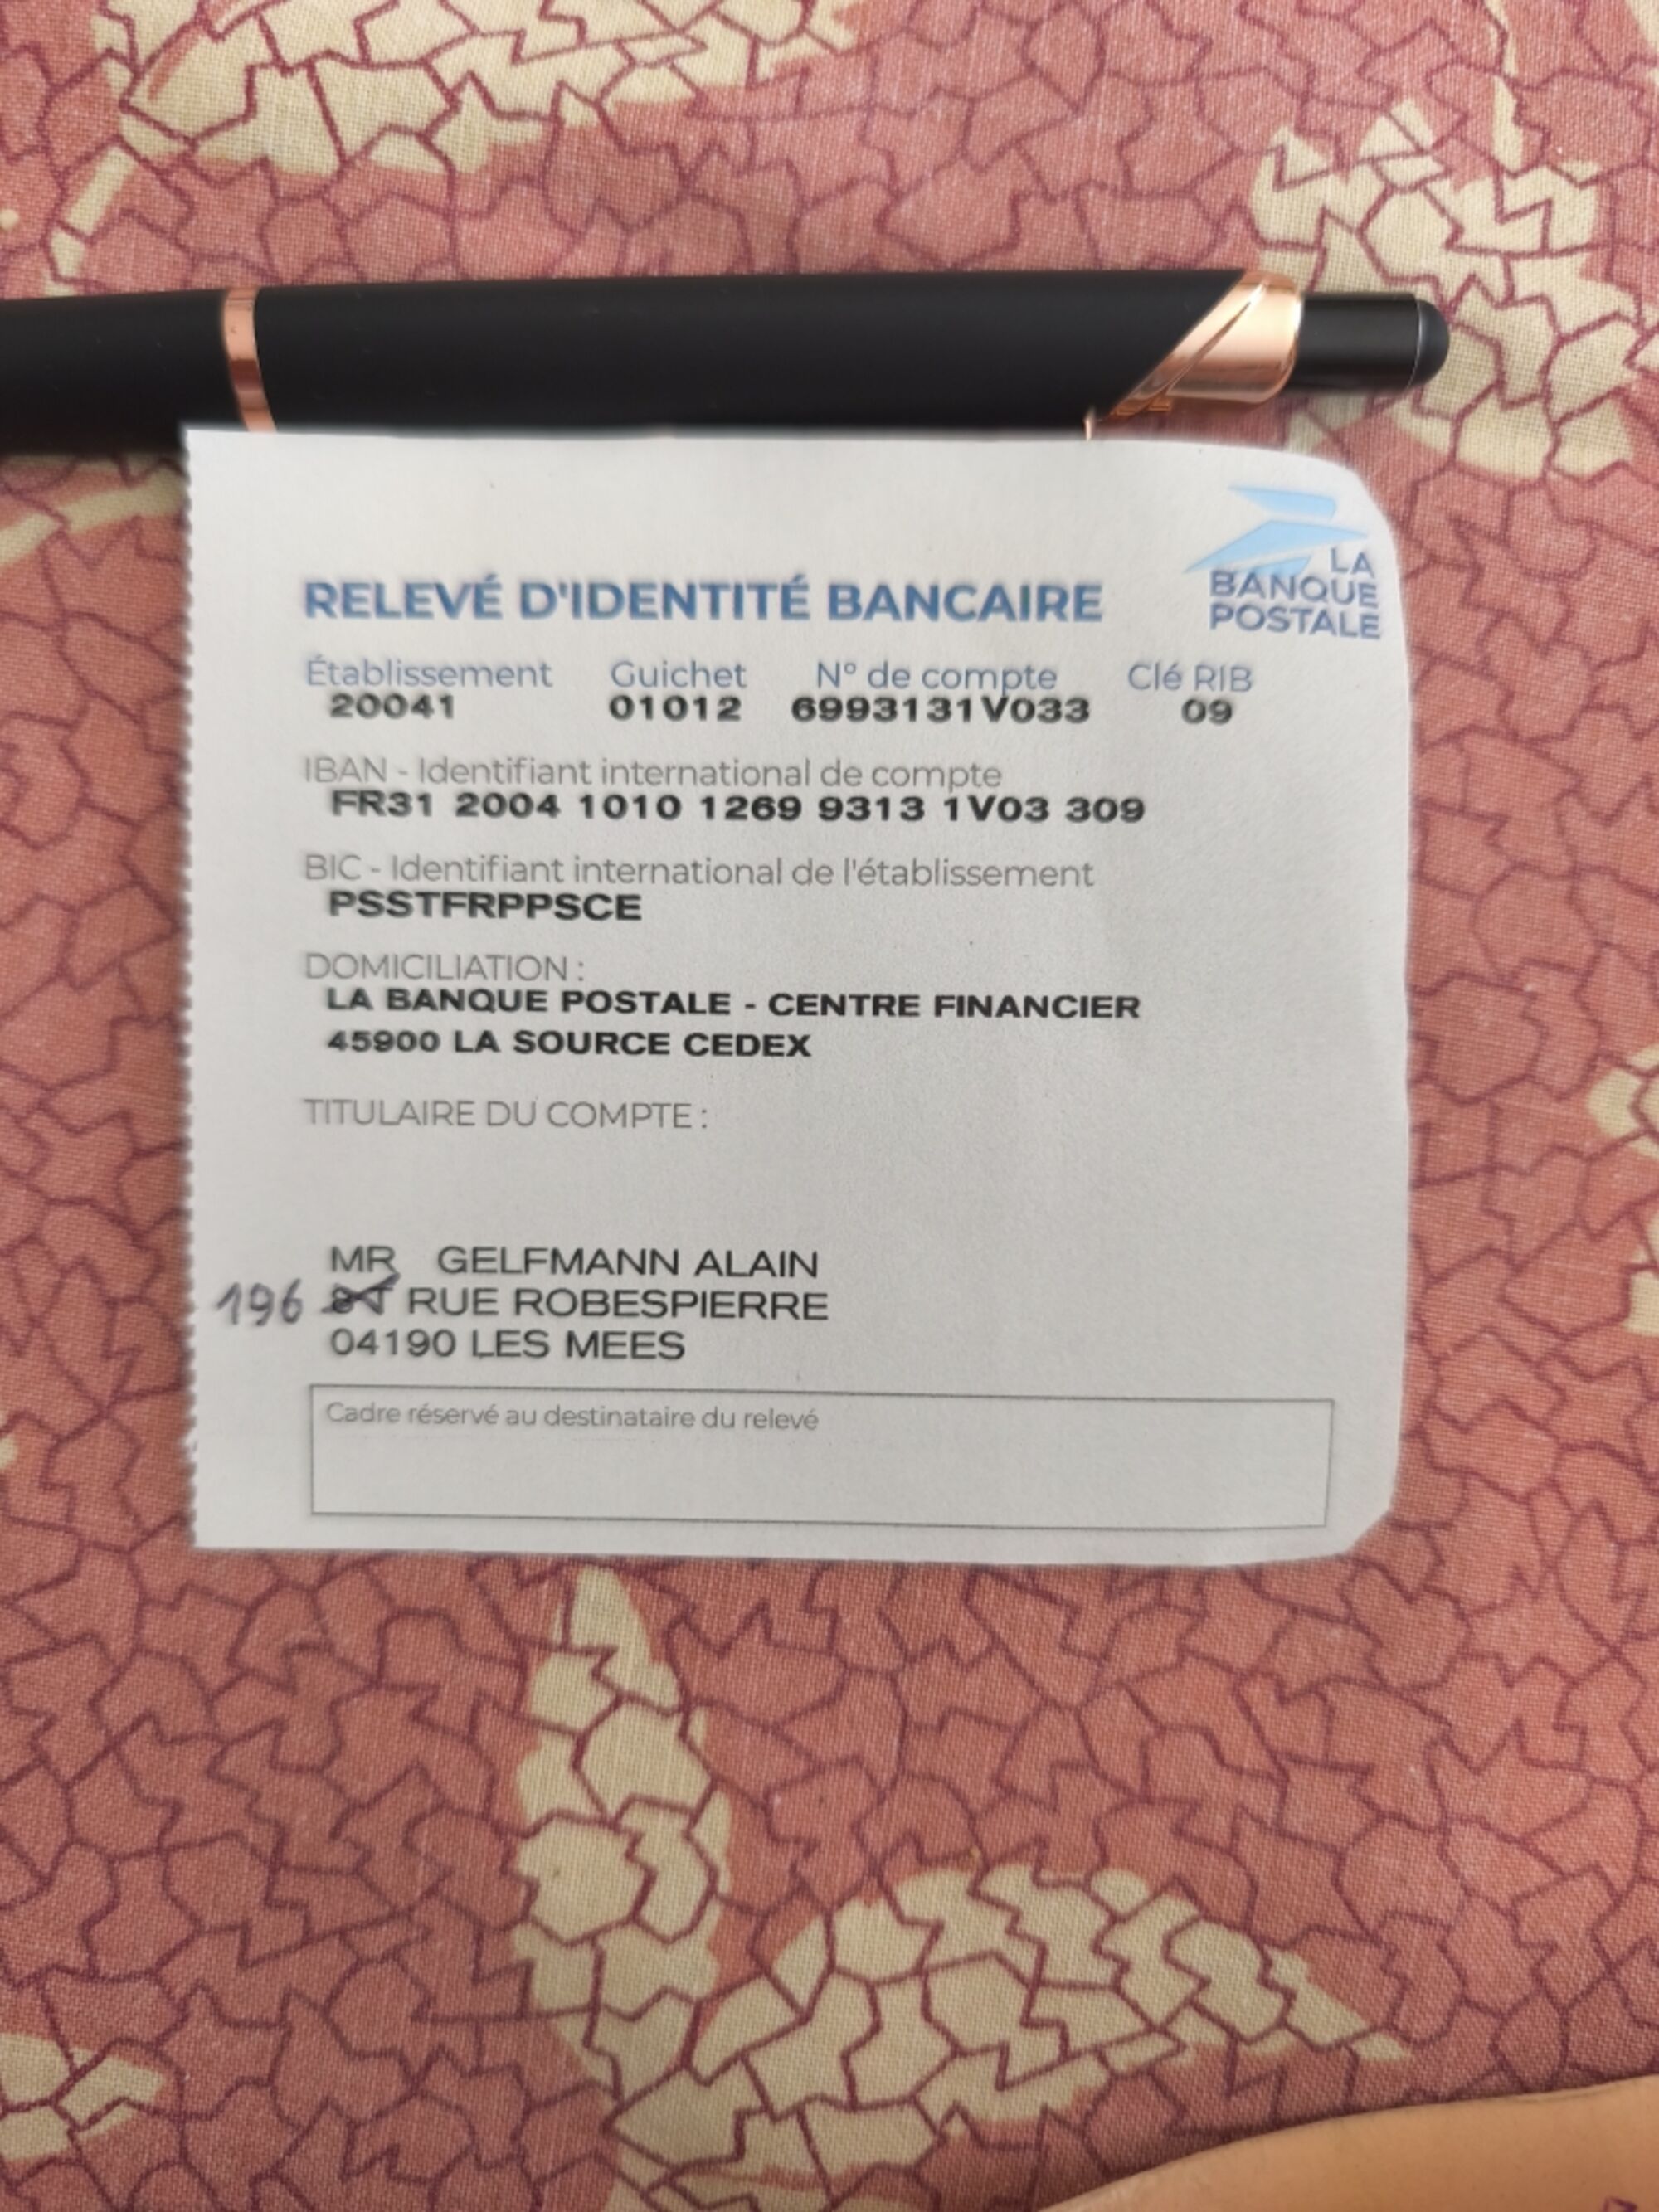 LA
BANQUE
POSTALE
RELEVÉ D'IDENTITÉ BANCAIRE
Établissement Guichet N° de compte Clé RIB
20041 01012 6993131V033 09
IBAN - Identifiant international de compte
FR31 2004 1010 1269 9313 1V03 309
BIC - Identifiant international de l'établissement
PSSTFRPPSCE
DOMICILIATION :
LA BANQUE POSTALE - CENTRE FINANCIER
45900 LA SOURCE CEDEX
TITULAIRE DU COMPTE :
MR GELFMANN ALAIN
196 RUE ROBESPIERRE
04190 LES MEES
Cadre réservé au destinataire du relevé